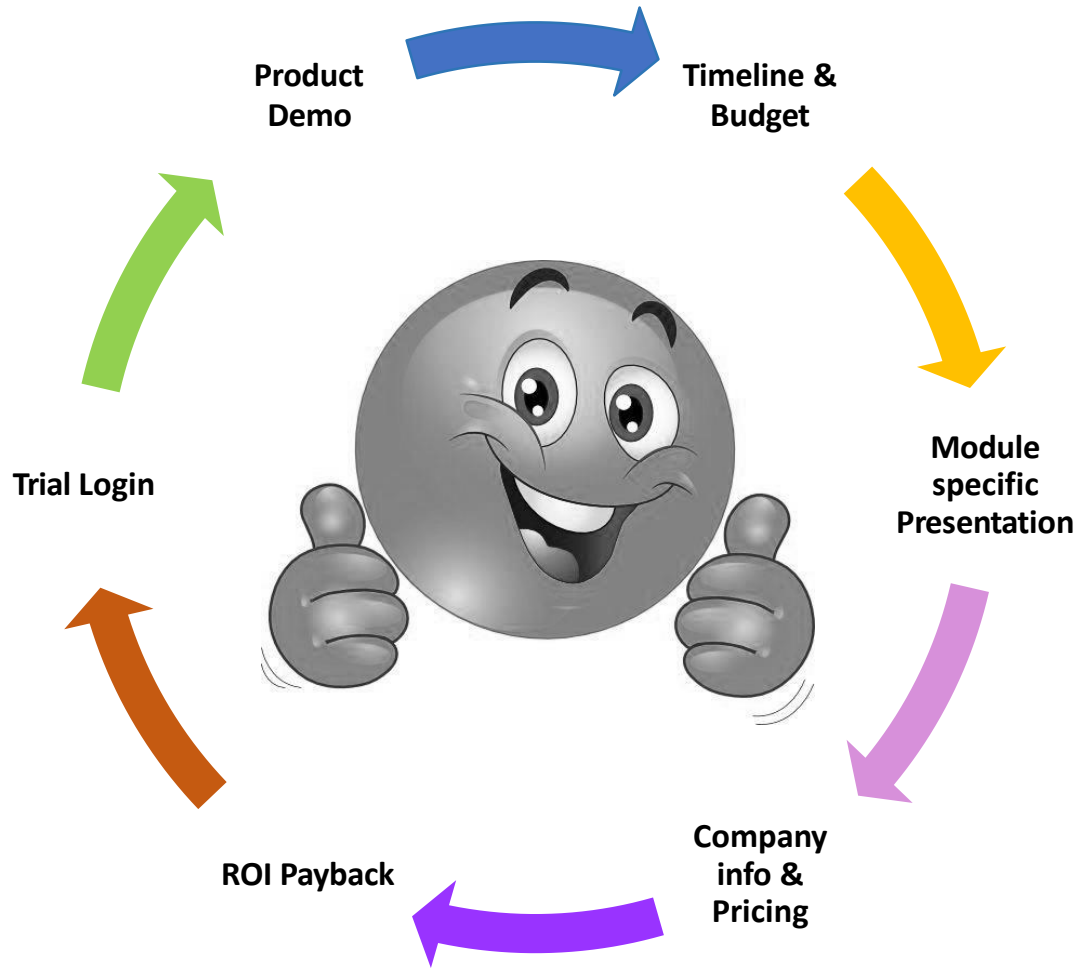 Product
Demo
Timeline &
Budget
Module
specific
Presentation
Company
info &
Pricing
ROI Payback
Trial Login